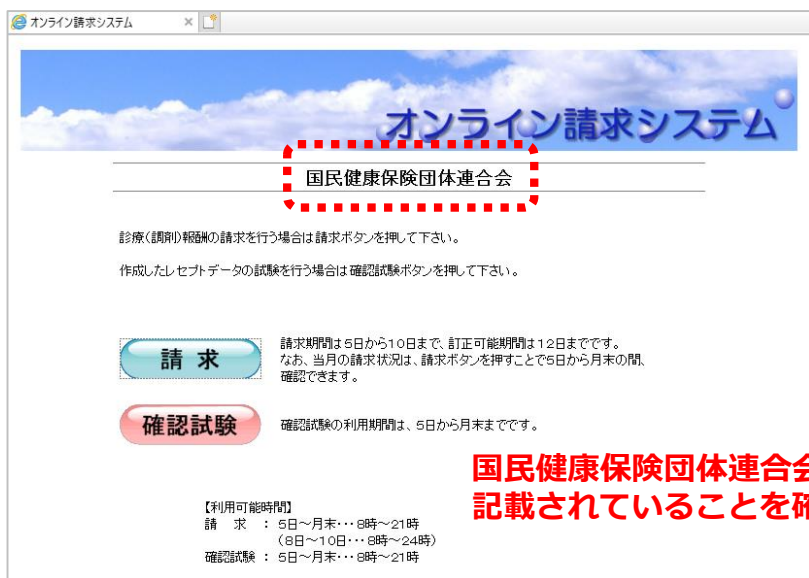 オンライン請求システム
オンライン請求システム
国民健康保険団体連合会
診療(調剤)報酬の請求を行う場合は請求ボタンを押して下さい。
作成したレセプトデータの試験を行う場合は確認試験ボタンを押して下さい。
請 求
請求期間は5日から10日まで、訂正可能期間は12日までです。
なお、当月の請求状況は、請求ボタンを押すことで5日から月末の間、
確認できます。
確認試験
確認試験の利用期間は、5日から月末までです。
国民健康保険団体連合会
記載されていることを確
【利用可能時間】
請 求 : 5日～月末・・・8時～21時
(8日～10日・・・8時～24時)
確認試験 : 5日～月末・・・8時～21時